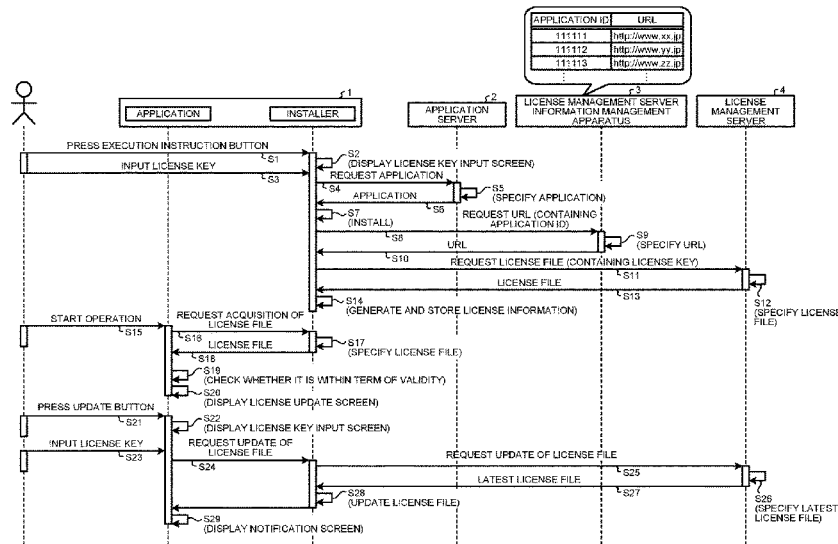 APPLICATION ID URL
111111 http://www.xx.jp
111112 http://www.yy.jp
111113 http://www.zz.jp
1
2
3
4
APPLICATION
INSTALLER
APPLICATION
SERVER
LICENSE MANAGEMENT SERVER
INFORMATION MANAGEMENT
APPARATUS
LICENSE
MANAGEMENT
SERVER
PRESS EXECUTION INSTRUCTION BUTTON
S1
S2
(DISPLAY LICENSE KEY INPUT SCREEN)
INPUT LICENSE KEY
S3
REQUEST APPLICATION
S4
S5
(SPECIFY APPLICATION)
APPLICATION
S6
S7
(INSTALL)
REQUEST URL (CONTAINING
APPLICATION ID)
S8
S9
(SPECIFY URL)
URL
S10
REQUEST LICENSE FILE (CONTAINING LICENSE KEY)
S11
LICENSE FILE
S13
S12
(SPECIFY LICENSE
FILE)
S14
(GENERATE AND STORE LICENSE INFORMATION)
START OPERATION
S15
REQUEST ACQUISITION OF
LICENSE FILE
S16
S17
(SPECIFY LICENSE FILE)
LICENSE FILE
S18
S19
(CHECK WHETHER IT IS WITHIN TERM OF VALIDITY)
S20
(DISPLAY LICENSE UPDATE SCREEN)
PRESS UPDATE BUTTON
S21
S22
(DISPLAY LICENSE KEY INPUT SCREEN)
INPUT LICENSE KEY
S23
REQUEST UPDATE OF
LICENSE FILE
S24
REQUEST UPDATE OF LICENSE FILE
S25
LATEST LICENSE FILE
S27
S26
(SPECIFY LATEST
LICENSE FILE)
S28
(UPDATE LICENSE FILE)
S29
(DISPLAY NOTIFICATION SCREEN)